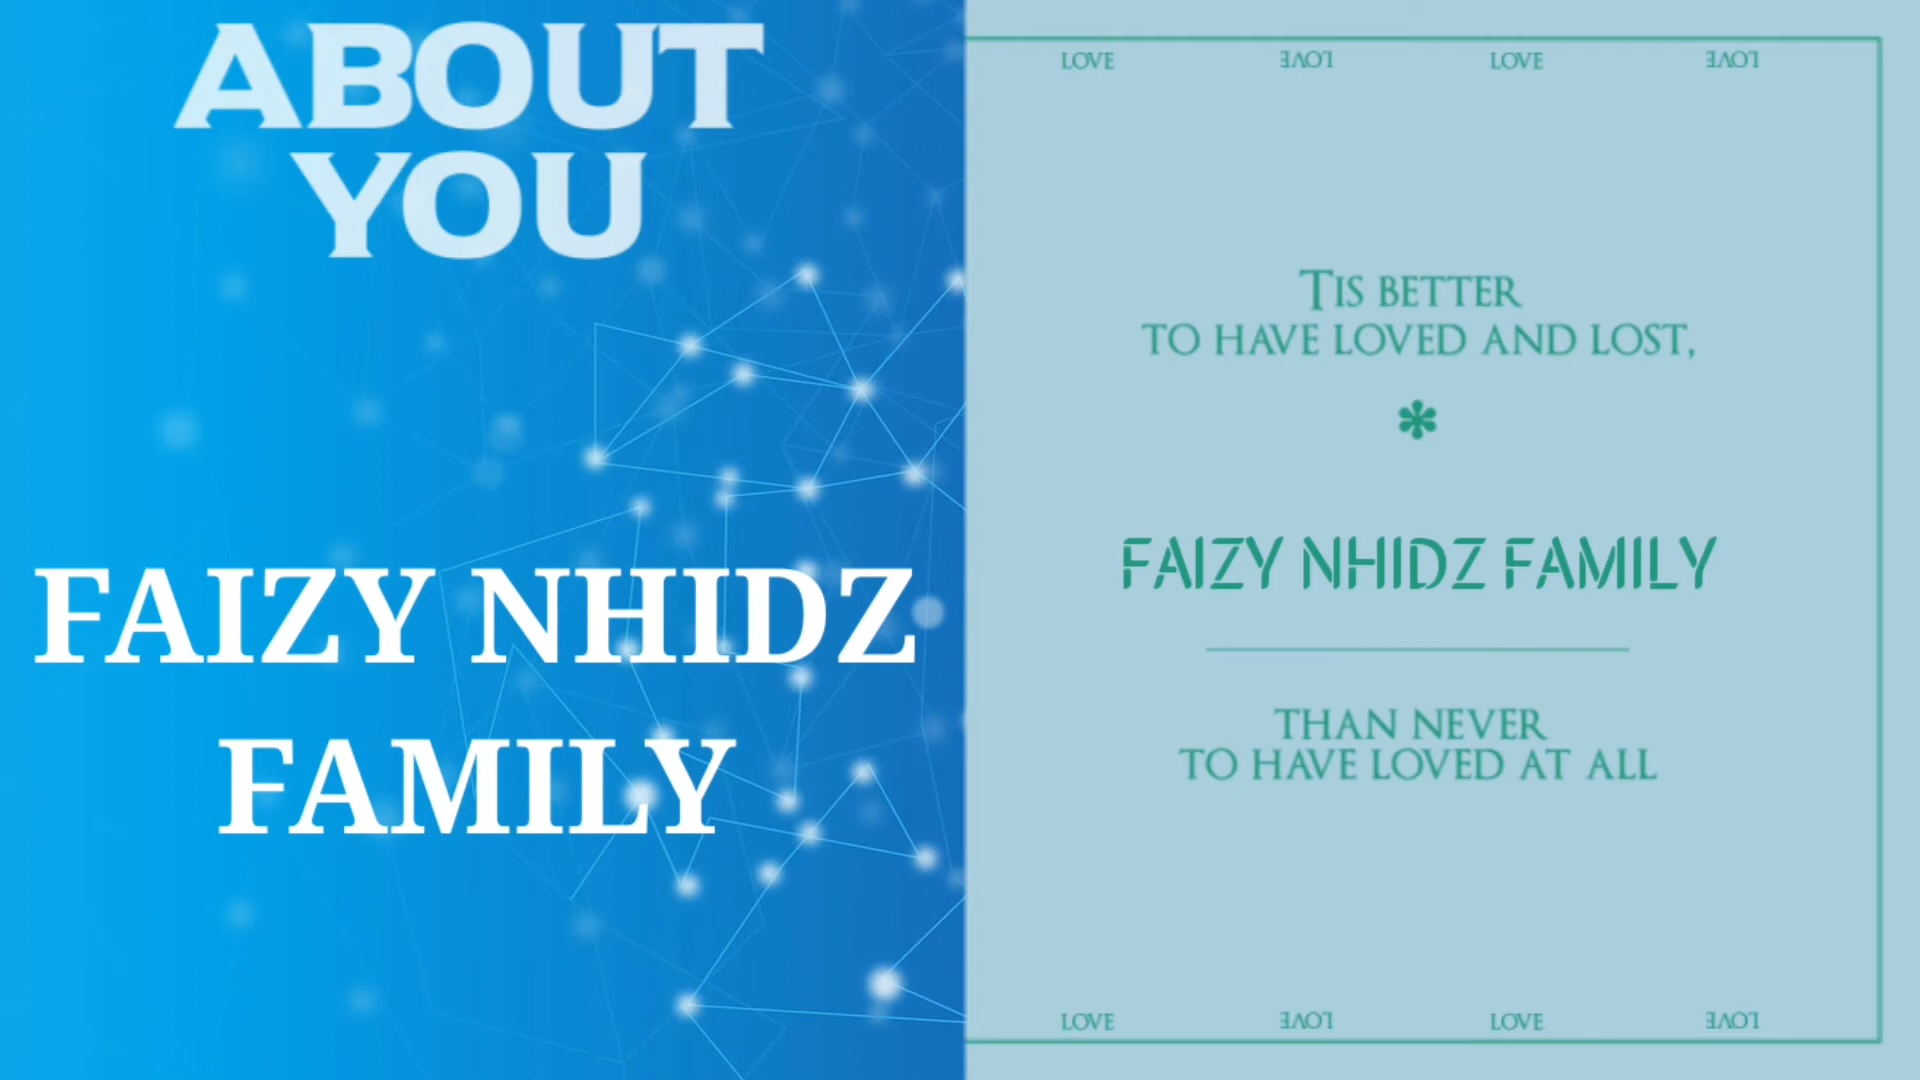 ABOUT
YOU
FAIZY NHIDZ
FAMILY
LOVE LOVE LOVE LOVE
TIS BETTER
TO HAVE LOVED AND LOST,
FAIZY NHIDZ FAMILY
THAN NEVER
TO HAVE LOVED AT ALL
LOVE LOVE LOVE LOVE